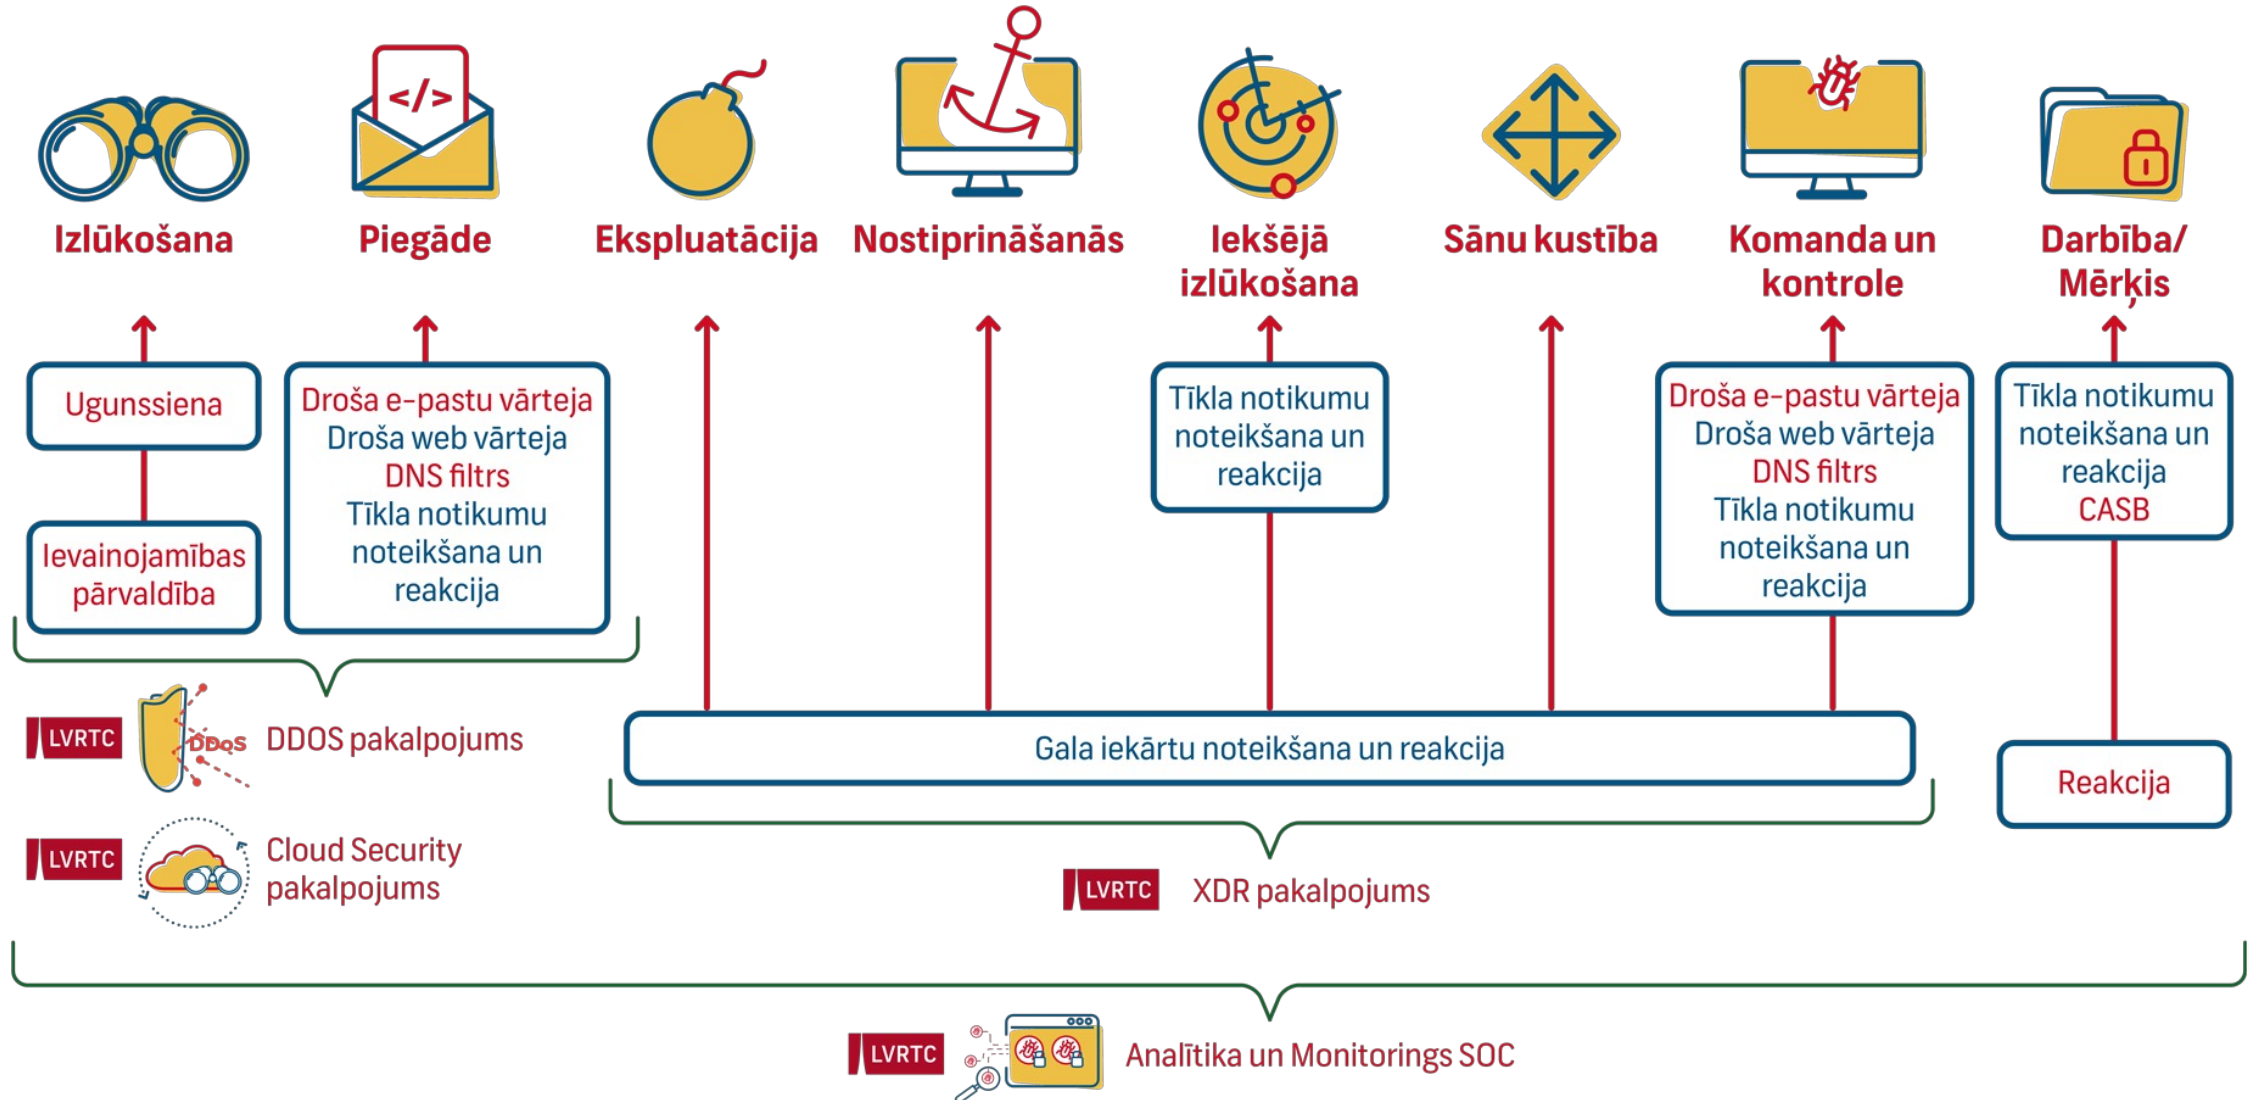 </>
Izlūkošana
Piegāde
Ekspluatācija
Nostiprināšanās
Iekšējā
izlūkošana
Sānu kustība
Komanda un
kontrole
Darbība/
Mērķis
Ugunssiena
Ievainojamības
pārvaldība
Droša e-pastu vārteja
Droša web vārteja
DNS filtrs
Tīkla notikumu
noteikšana un
reakcija
Tīkla notikumu
noteikšana un
reakcija
Droša e-pastu vārteja
Droša web vārteja
DNS filtrs
Tīkla notikumu
noteikšana un
reakcija
Tīkla notikumu
noteikšana un
reakcija
CASB
Reakcija
Gala iekārtu noteikšana un reakcija
LVRTC
DDoS
DDOS pakalpojums
LVRTC
Cloud Security
pakalpojums
LVRTC
XDR pakalpojums
LVRTC
Analītika un Monitorings SOC